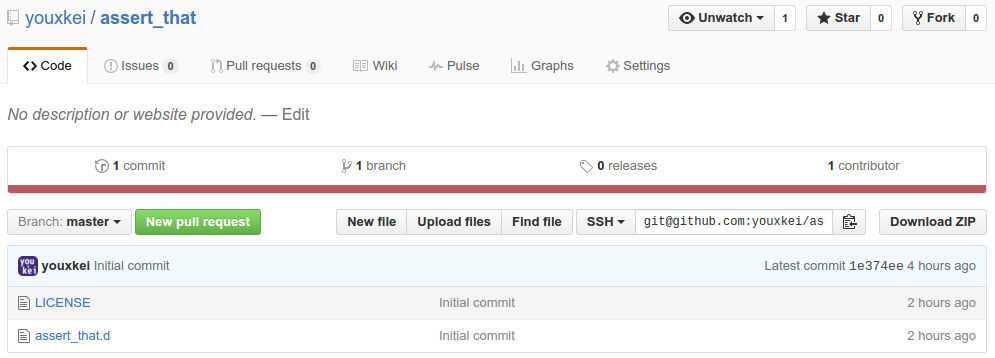 youxkei / assert_that
Unwatch 1 Star 0 Fork 0
Code Issues 0 Pull requests 0 Wiki Pulse Graphs Settings
No description or website provided. — Edit
1 commit 1 branch 0 releases 1 contributor
Branch: master New pull request New file Upload files Find file SSH git@github.com:youxkei/as Download ZIP
you
kei
youxkei Initial commit Latest commit 1e374ee 4 hours ago
LICENSE Initial commit 2 hours ago
assert_that.d Initial commit 2 hours ago